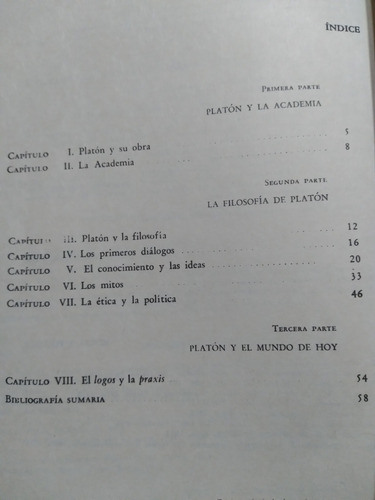 ÍNDICE
PRIMERA PARTE
PLATÓN Y LA ACADEMIA
CAPÍTULO I. Platón y su obra 5
CAPÍTULO II. La Academia 8
SEGUNDA PARTE
LA FILOSOFÍA DE PLATÓN
CAPÍTULO III. Platón y la filosofía 12
CAPÍTULO IV. Los primeros diálogos 16
CAPÍTULO V. El conocimiento y las ideas 20
CAPÍTULO VI. Los mitos 33
CAPÍTULO VII. La ética y la política 46
TERCERA PARTE
PLATÓN Y EL MUNDO DE HOY
CAPÍTULO VIII. El logos y la praxis 54
BIBLIOGRAFÍA SUMARIA 58